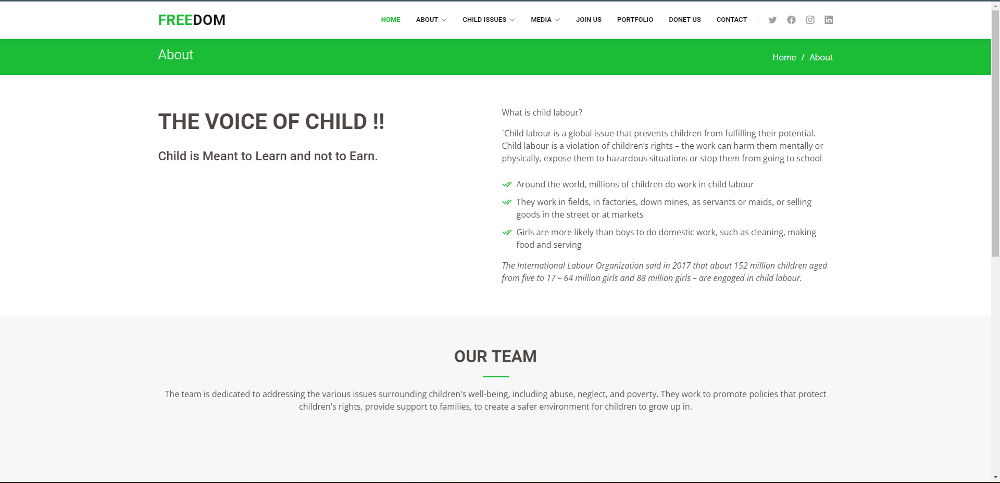 FREEDOM
HOME ABOUT CHILD ISSUES MEDIA JOIN US PORTFOLIO DONET US CONTACT
About
Home / About
THE VOICE OF CHILD !!
Child is Meant to Learn and not to Earn.
What is child labour?
`Child labour is a global issue that prevents children from fulfilling their potential.
Child labour is a violation of children’s rights – the work can harm them mentally or
physically, expose them to hazardous situations or stop them from going to school
Around the world, millions of children do work in child labour
They work in fields, in factories, down mines, as servants or maids, or selling
goods in the street or at markets
Girls are more likely than boys to do domestic work, such as cleaning, making
food and serving
The International Labour Organization said in 2017 that about 152 million children aged
from five to 17 – 64 million girls and 88 million girls – are engaged in child labour.
OUR TEAM
The team is dedicated to addressing the various issues surrounding children's well-being, including abuse, neglect, and poverty. They work to promote policies that protect
children's rights, provide support to families, to create a safer environment for children to grow up in.